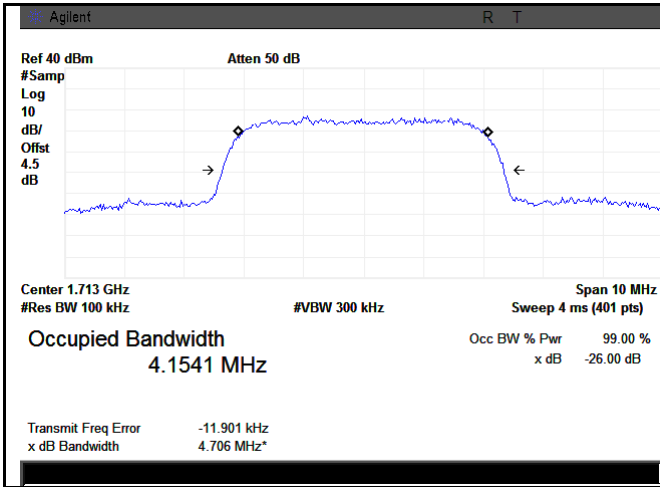 Agilent R T
Ref 40 dBm Atten 50 dB
#Samp
Log
10
dB/
Offst
4.5
dB
Center 1.713 GHz Span 10 MHz
#Res BW 100 kHz #VBW 300 kHz Sweep 4 ms (401 pts)
Occupied Bandwidth Occ BW % Pwr 99.00 %
4.1541 MHz x dB -26.00 dB
Transmit Freq Error -11.901 kHz
x dB Bandwidth 4.706 MHz*